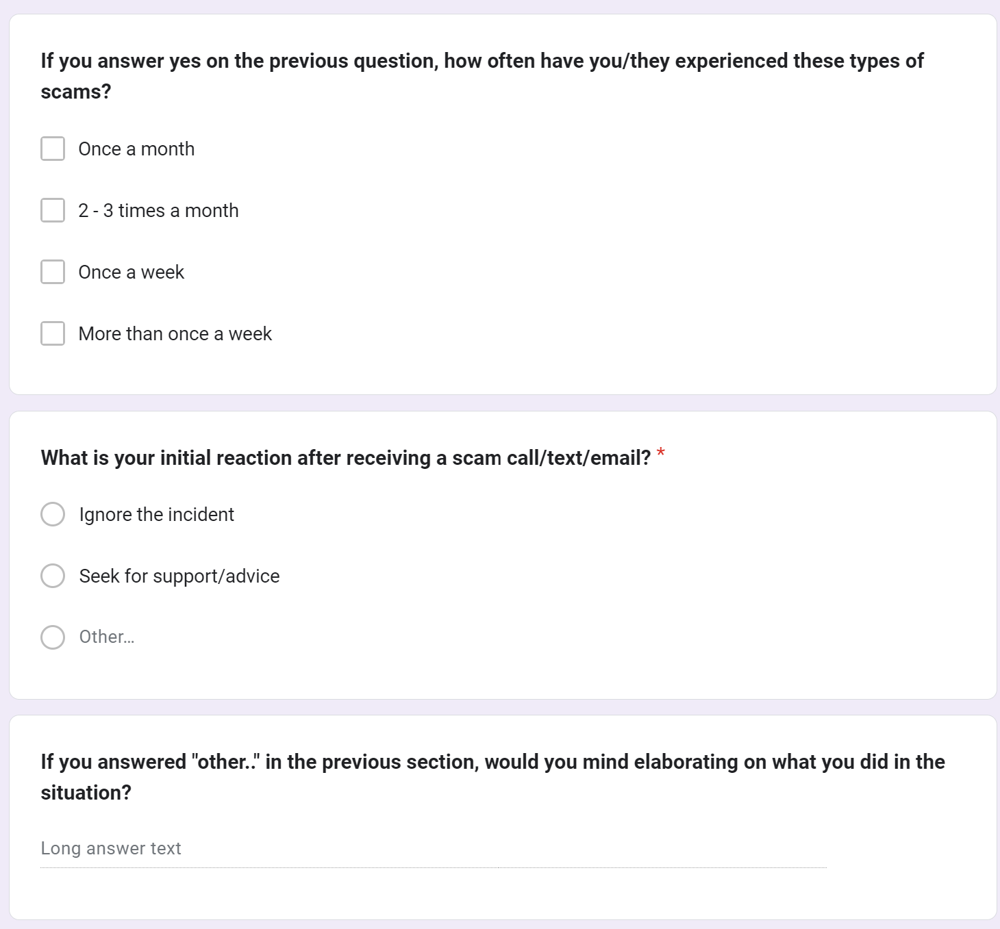 If you answer yes on the previous question, how often have you/they experienced these types of
scams?
Once a month
2 - 3 times a month
Once a week
More than once a week
What is your initial reaction after receiving a scam call/text/email? *
Ignore the incident
Seek for support/advice
Other...
If you answered "other.." in the previous section, would you mind elaborating on what you did in the
situation?
Long answer text